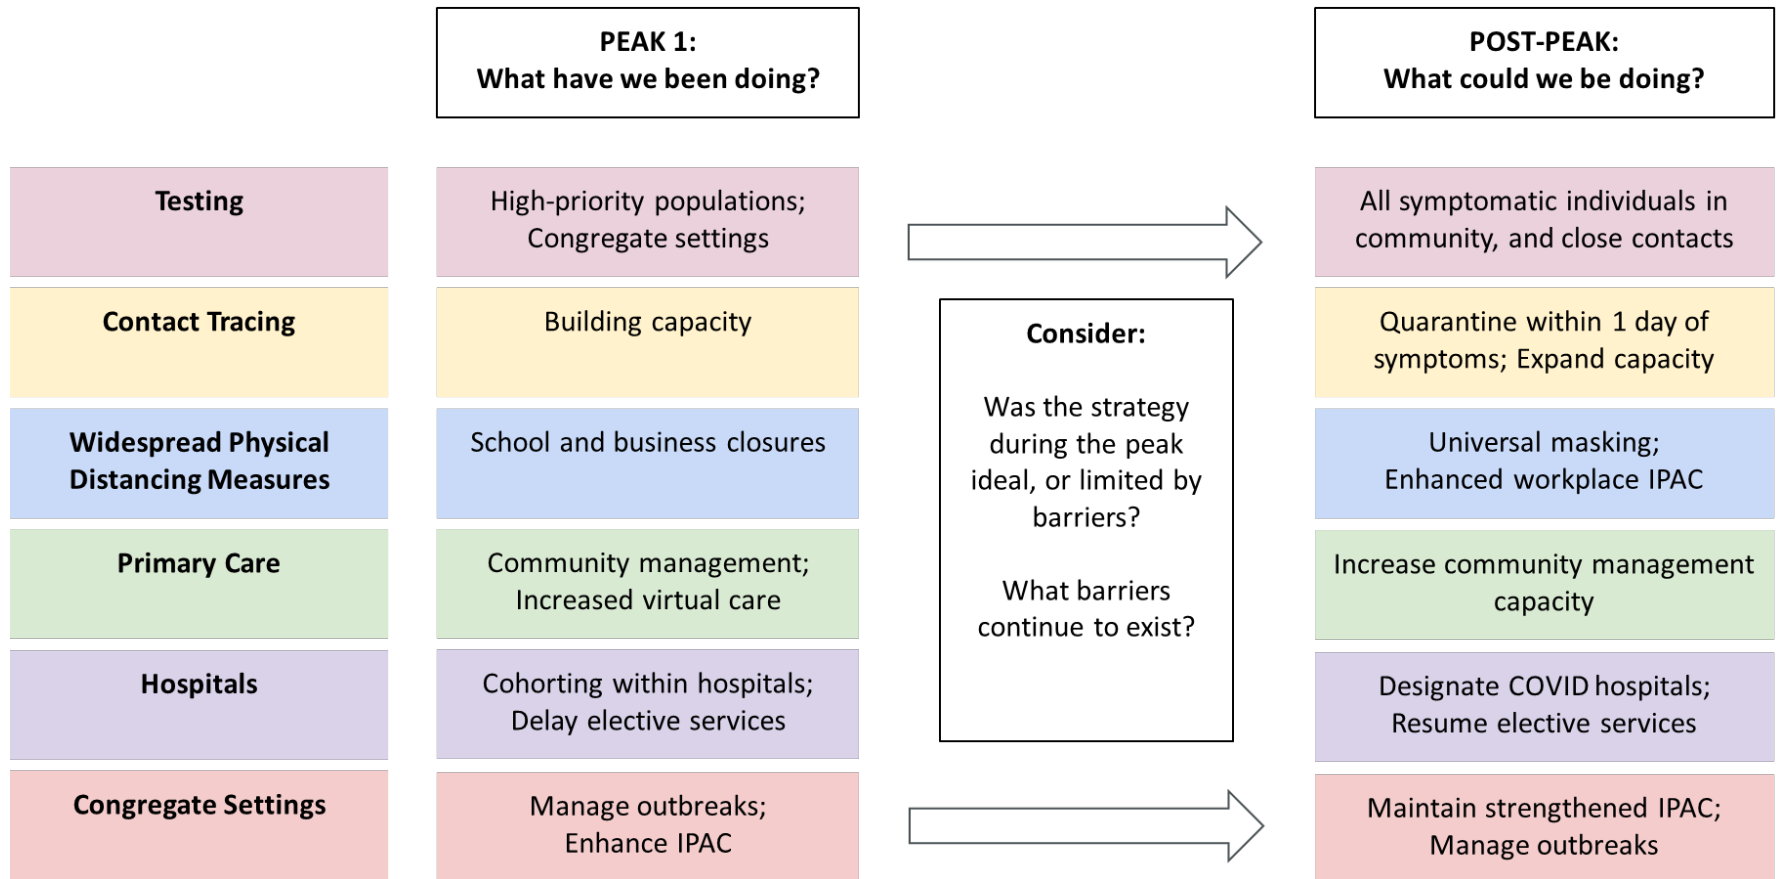 PEAK 1:
What have we been doing?
POST-PEAK:
What could we be doing?
Testing
High-priority populations;
Congregate settings
All symptomatic individuals in
community, and close contacts
Contact Tracing
Building capacity
Quarantine within 1 day of
symptoms; Expand capacity
Widespread Physical
Distancing Measures
School and business closures
Universal masking;
Enhanced workplace IPAC
Primary Care
Community management;
Increased virtual care
Increase community management
capacity
Hospitals
Cohorting within hospitals;
Delay elective services
Designate COVID hospitals;
Resume elective services
Congregate Settings
Manage outbreaks;
Enhance IPAC
Maintain strengthened IPAC;
Manage outbreaks
Consider:
Was the strategy
during the peak
ideal, or limited by
barriers?
What barriers
continue to exist?